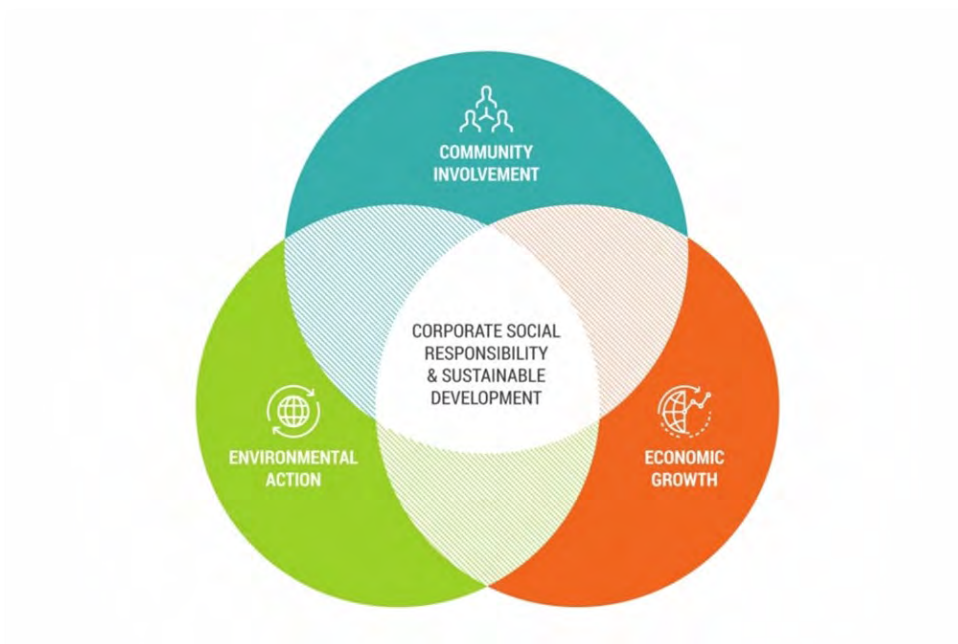 COMMUNITY
INVOLVEMENT
CORPORATE SOCIAL
RESPONSIBILITY
& SUSTAINABLE
DEVELOPMENT
ENVIRONMENTAL
ACTION
ECONOMIC
GROWTH